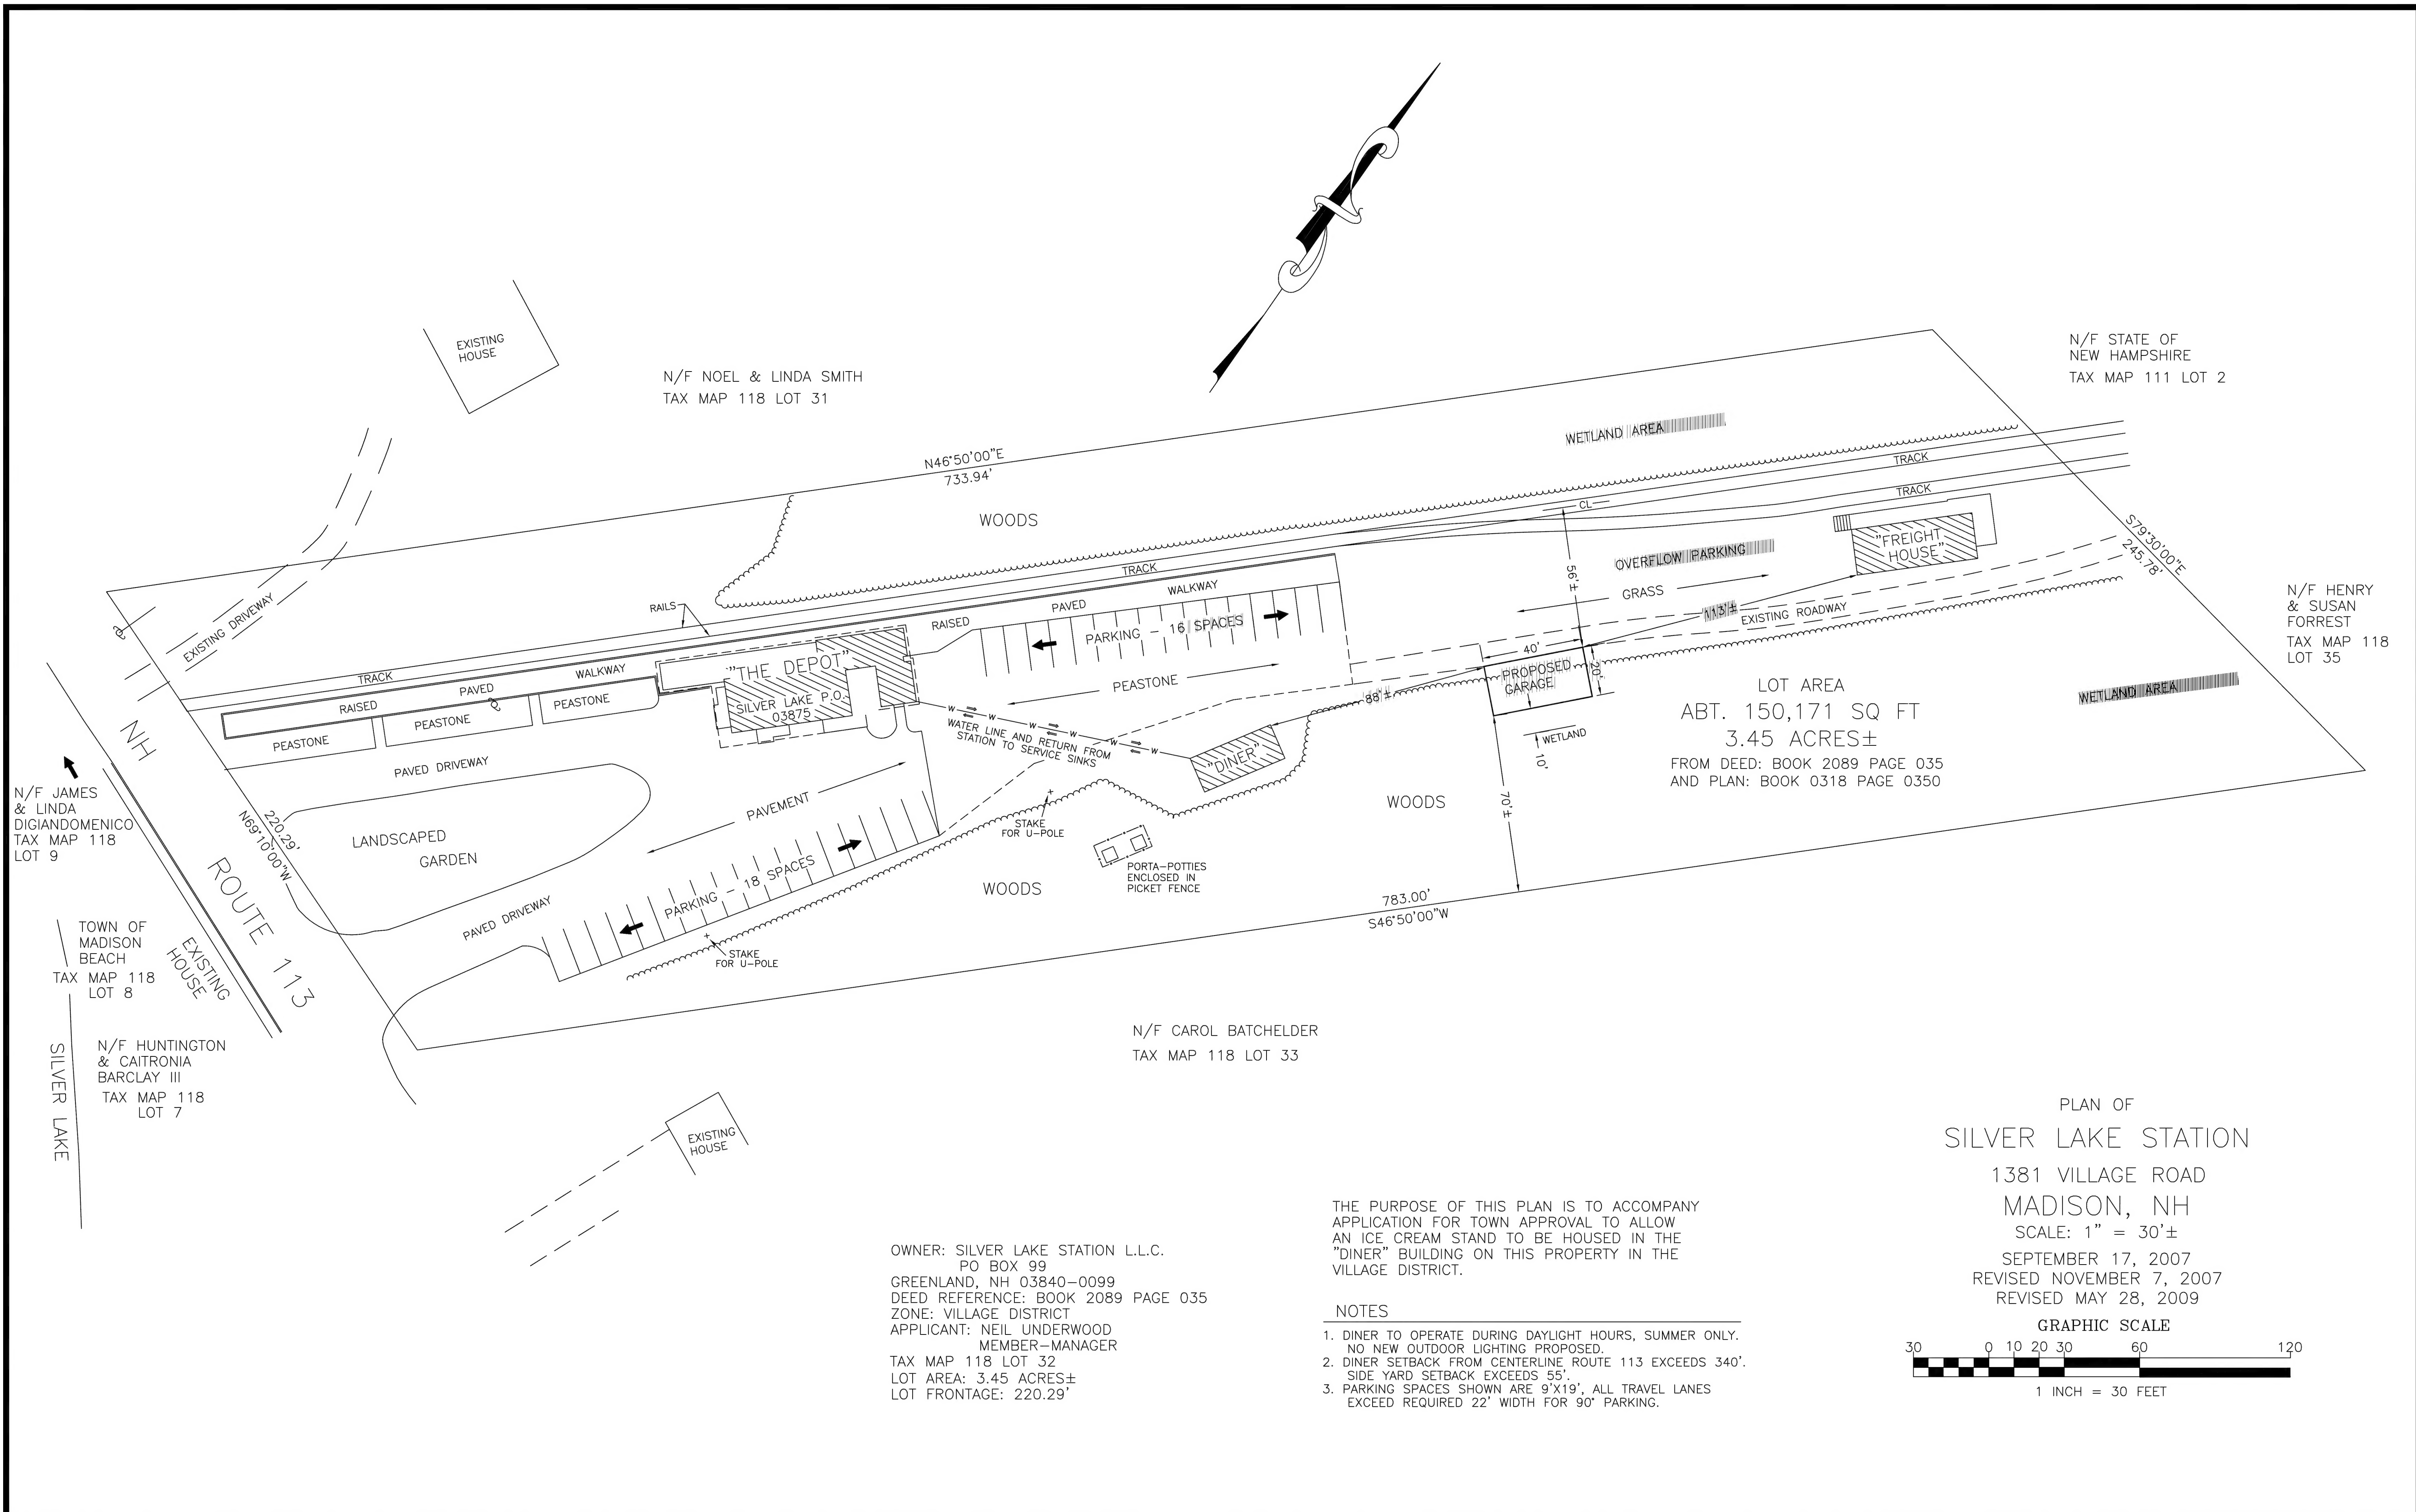 EXISTING
HOUSE
N/F NOEL & LINDA SMITH
TAX MAP 118 LOT 31
N/F STATE OF
NEW HAMPSHIRE
TAX MAP 111 LOT 2
WETLAND AREA
N46°50'00"E
733.94'
WOODS
CL
TRACK
TRACK
S79°30'00"E
245.78'
"FREIGHT
HOUSE"
OVERFLOW PARKING
GRASS
56'±
113'±
EXISTING ROADWAY
N/F HENRY
& SUSAN
FORREST
TAX MAP 118
LOT 35
WETLAND AREA
EXISTING DRIVEWAY
RAILS
TRACK
WALKWAY
PAVED
RAISED
PARKING - 16 SPACES
PEASTONE
40'
20'
PROPOSED
GARAGE
88'±
WETLAND
10'
70'±
LOT AREA
ABT. 150,171 SQ FT
3.45 ACRES±
FROM DEED: BOOK 2089 PAGE 035
AND PLAN: BOOK 0318 PAGE 0350
TRACK
WALKWAY
PAVED
RAISED
PEASTONE
PEASTONE
PEASTONE
"THE DEPOT"
SILVER LAKE P.O.
03875
W W W W W W
WATER LINE AND RETURN FROM
STATION TO SERVICE SINKS
"DINER"
WOODS
PAVED DRIVEWAY
PAVEMENT
LANDSCAPED
GARDEN
STAKE
FOR U-POLE
PORTA-POTTIES
ENCLOSED IN
PICKET FENCE
WOODS
PARKING - 18 SPACES
PAVED DRIVEWAY
STAKE
FOR U-POLE
783.00'
S46°50'00"W
220.29'
N69°10'00"W
NH
ROUTE 113
N/F JAMES
& LINDA
DIGIANDOMENICO
TAX MAP 118
LOT 9
TOWN OF
MADISON
BEACH
TAX MAP 118
LOT 8
EXISTING
HOUSE
N/F HUNTINGTON
& CAITRONIA
BARCLAY III
TAX MAP 118
LOT 7
SILVER LAKE
N/F CAROL BATCHELDER
TAX MAP 118 LOT 33
EXISTING
HOUSE
OWNER: SILVER LAKE STATION L.L.C.
PO BOX 99
GREENLAND, NH 03840-0099
DEED REFERENCE: BOOK 2089 PAGE 035
ZONE: VILLAGE DISTRICT
APPLICANT: NEIL UNDERWOOD
MEMBER-MANAGER
TAX MAP 118 LOT 32
LOT AREA: 3.45 ACRES±
LOT FRONTAGE: 220.29'
THE PURPOSE OF THIS PLAN IS TO ACCOMPANY
APPLICATION FOR TOWN APPROVAL TO ALLOW
AN ICE CREAM STAND TO BE HOUSED IN THE
"DINER" BUILDING ON THIS PROPERTY IN THE
VILLAGE DISTRICT.
NOTES
1. DINER TO OPERATE DURING DAYLIGHT HOURS, SUMMER ONLY.
NO NEW OUTDOOR LIGHTING PROPOSED.
2. DINER SETBACK FROM CENTERLINE ROUTE 113 EXCEEDS 340'.
SIDE YARD SETBACK EXCEEDS 55'.
3. PARKING SPACES SHOWN ARE 9'X19', ALL TRAVEL LANES
EXCEED REQUIRED 22' WIDTH FOR 90° PARKING.
PLAN OF
SILVER LAKE STATION
1381 VILLAGE ROAD
MADISON, NH
SCALE: 1" = 30'±
SEPTEMBER 17, 2007
REVISED NOVEMBER 7, 2007
REVISED MAY 28, 2009
GRAPHIC SCALE
30 0 10 20 30 60 120
1 INCH = 30 FEET